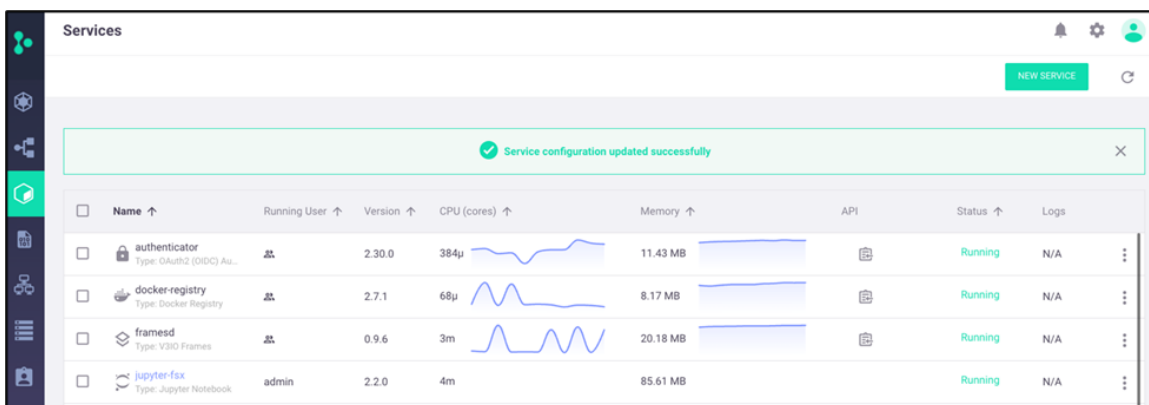 Services
NEW SERVICE
Service configuration updated successfully
Name Running User Version CPU (cores) Memory API Status Logs
authenticator 2.30.0 384µ 11.43 MB Running N/A
Type: OAuth2 (OIDC) Au...
docker-registry 2.7.1 68µ 8.17 MB Running N/A
Type: Docker Registry
framesd 0.9.6 3m 20.18 MB Running N/A
Type: V3IO Frames
jupyter-fsx admin 2.2.0 4m 85.61 MB Running N/A
Type: Jupyter Notebook